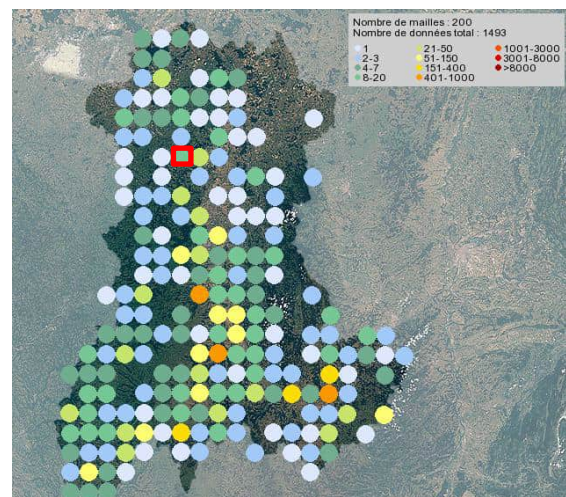 Nombre de mailles : 200
Nombre de données total : 1493
1 21-50 1001-3000
2-3 51-150 3001-8000
4-7 151-400 >8000
8-20 401-1000